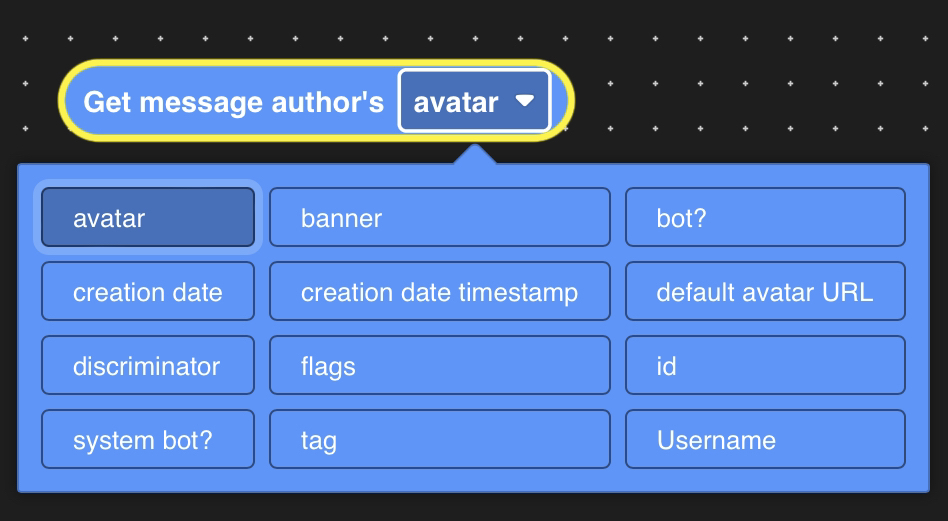 Get message author's avatar
avatar banner bot?
creation date creation date timestamp default avatar URL
discriminator flags id
system bot? tag Username